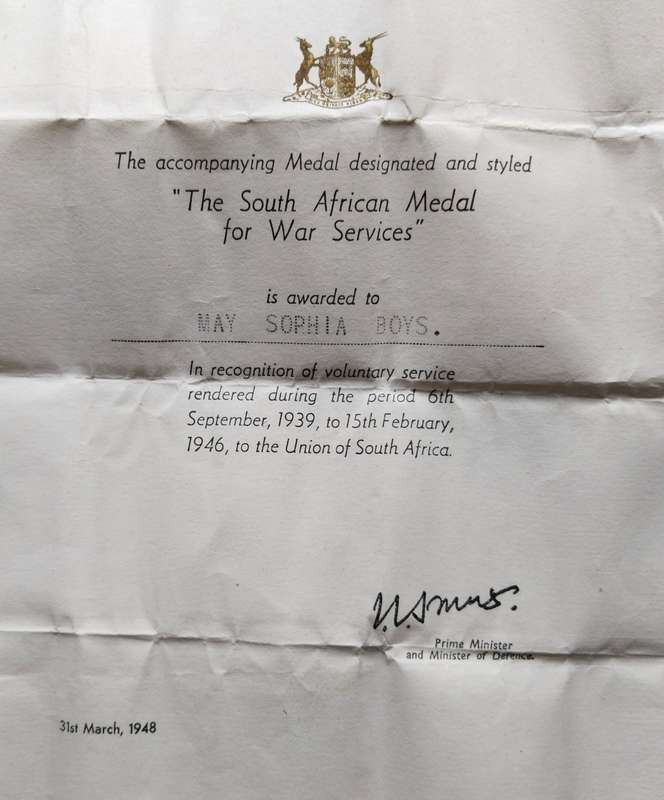 The accompanying Medal designated and styled
"The South African Medal
for War Services"
is awarded to
MAY SOPHIA BOYS.
In recognition of voluntary service
rendered during the period 6th
September, 1939, to 15th February,
1946, to the Union of South Africa.
J.C. Smuts.
Prime Minister
and Minister of Defence.
31st March, 1948